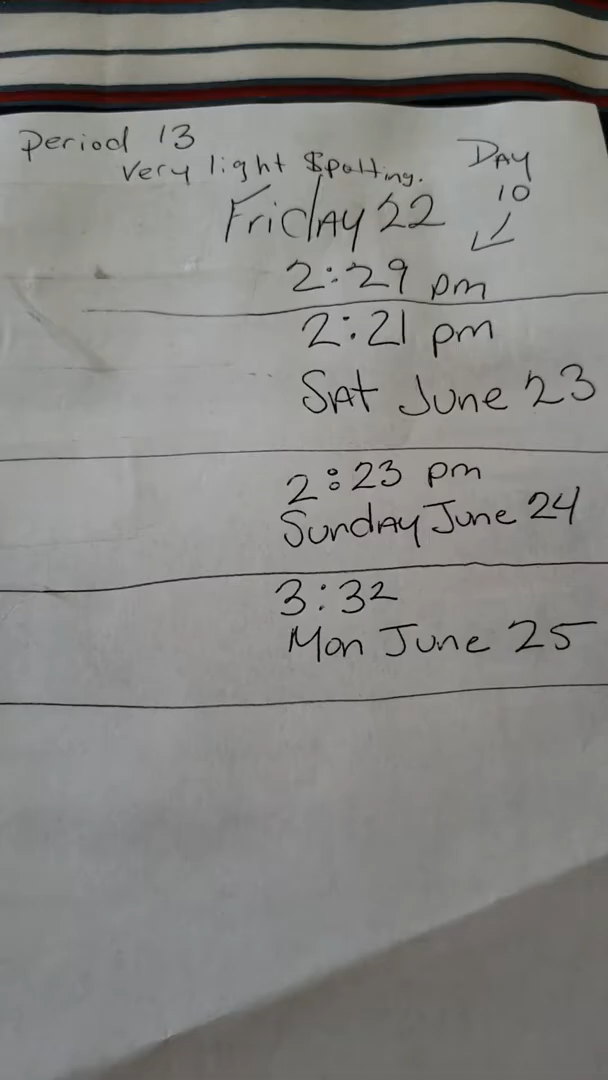 Period 13
very light Spotting.
DAY
10
Friday 22
2:29 pm
2:21 pm
SAt June 23
2:23 pm
Sunday June 24
3:32
Mon June 25